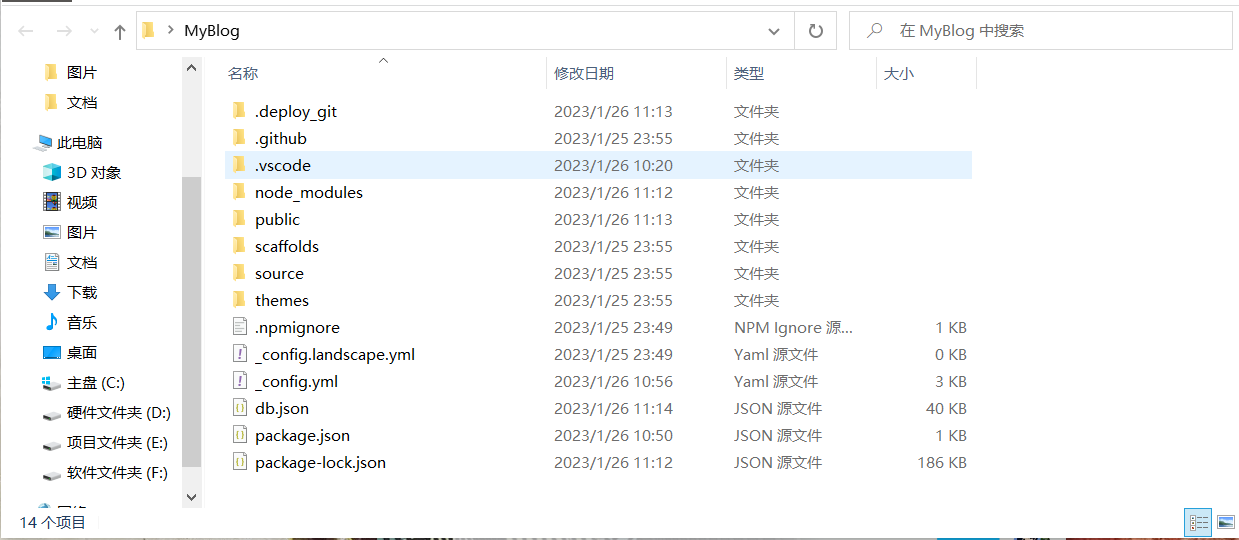 MyBlog
在 MyBlog 中搜索
图片
文档
此电脑
3D 对象
视频
图片
文档
下载
音乐
桌面
主盘 (C:)
硬件文件夹 (D:)
项目文件夹 (E:)
软件文件夹 (F:)
名称 修改日期 类型 大小
.deploy_git 2023/1/26 11:13 文件夹
.github 2023/1/25 23:55 文件夹
.vscode 2023/1/26 10:20 文件夹
node_modules 2023/1/26 11:12 文件夹
public 2023/1/26 11:13 文件夹
scaffolds 2023/1/25 23:55 文件夹
source 2023/1/25 23:55 文件夹
themes 2023/1/25 23:55 文件夹
.npmignore 2023/1/25 23:49 NPM Ignore 源... 1 KB
_config.landscape.yml 2023/1/25 23:49 Yaml 源文件 0 KB
_config.yml 2023/1/26 10:56 Yaml 源文件 3 KB
db.json 2023/1/26 11:14 JSON 源文件 40 KB
package.json 2023/1/26 10:50 JSON 源文件 1 KB
package-lock.json 2023/1/26 11:12 JSON 源文件 186 KB
14 个项目